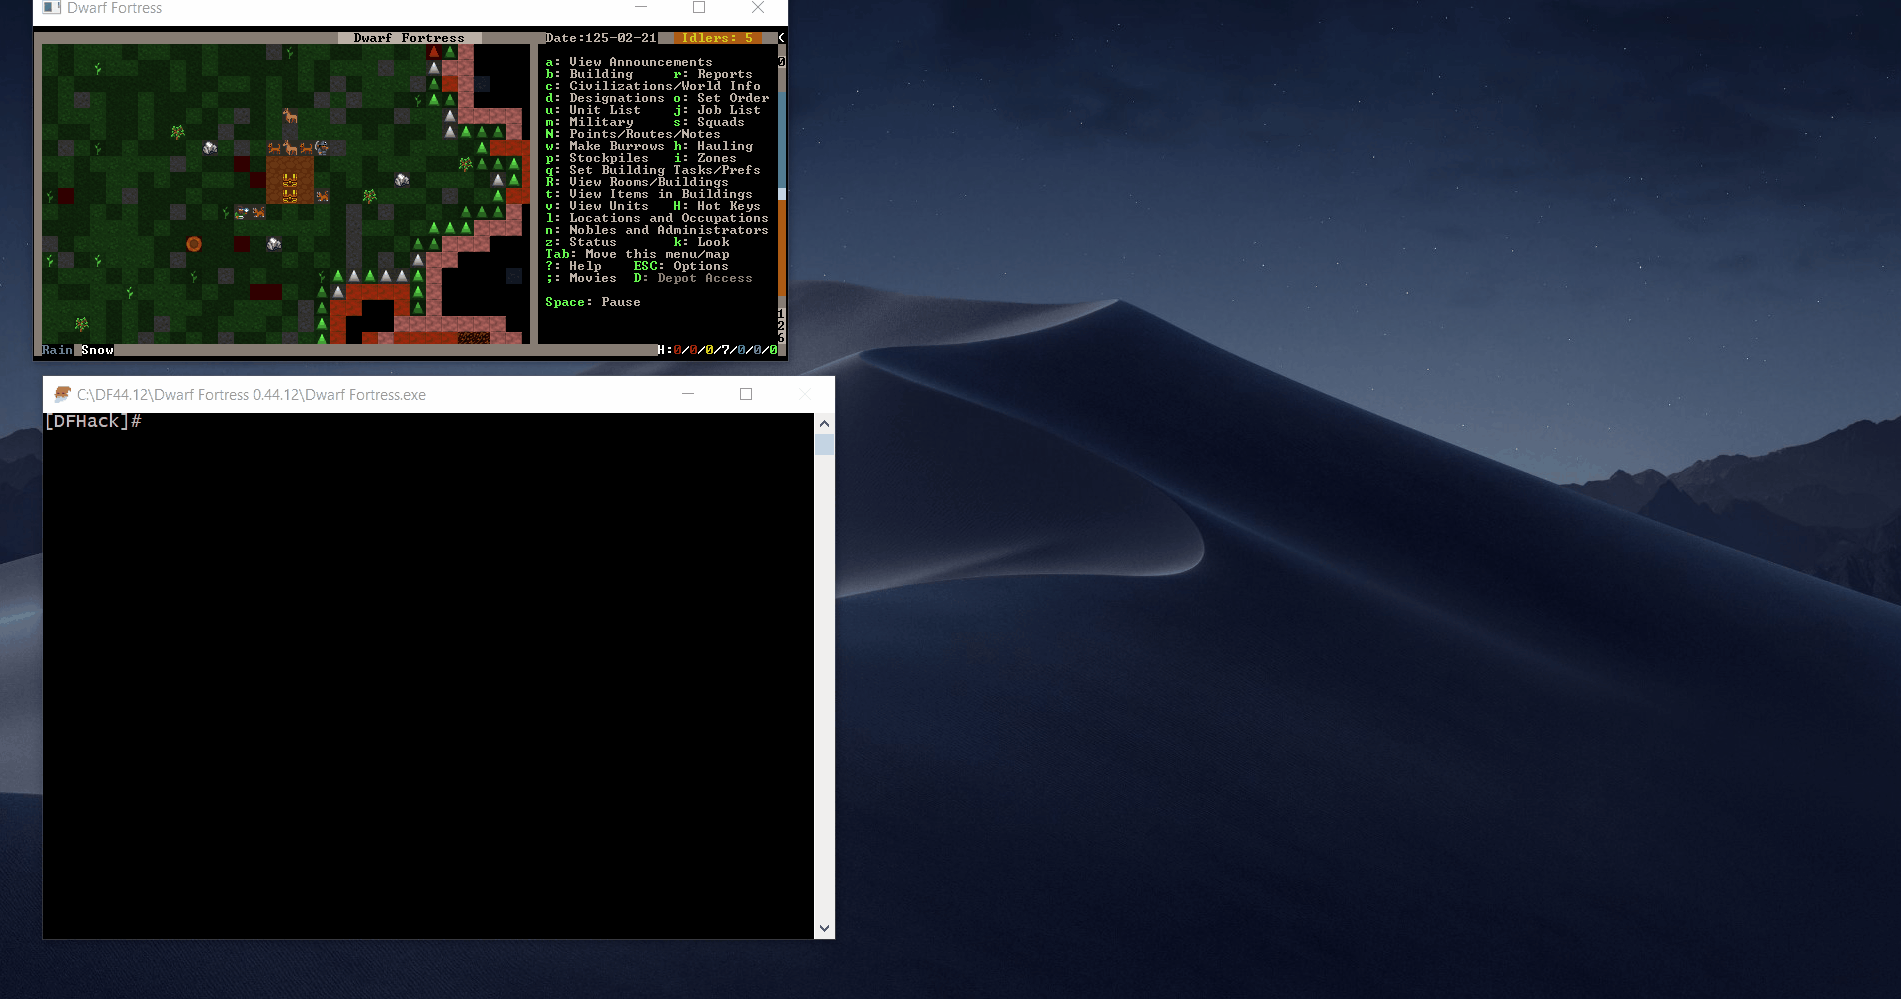 Dwarf Fortress
Dwarf Fortress Date:125-02-21 Idlers: 5
a: View Announcements
b: Building r: Reports
c: Civilizations/World Info
d: Designations o: Set Order
u: Unit List j: Job List
m: Military s: Squads
N: Points/Routes/Notes
w: Make Burrows h: Hauling
p: Stockpiles i: Zones
q: Set Building Tasks/Prefs
R: View Rooms/Buildings
t: View Items in Buildings
v: View Units H: Hot Keys
l: Locations and Occupations
n: Nobles and Administrators
z: Status k: Look
Tab: Move this menu/map
?: Help ESC: Options
;: Movies D: Depot Access
Space: Pause
Rain Snow H:0/0/0/7/0/0/0
C:\DF44.12\Dwarf Fortress 0.44.12\Dwarf Fortress.exe
[DFHack]#